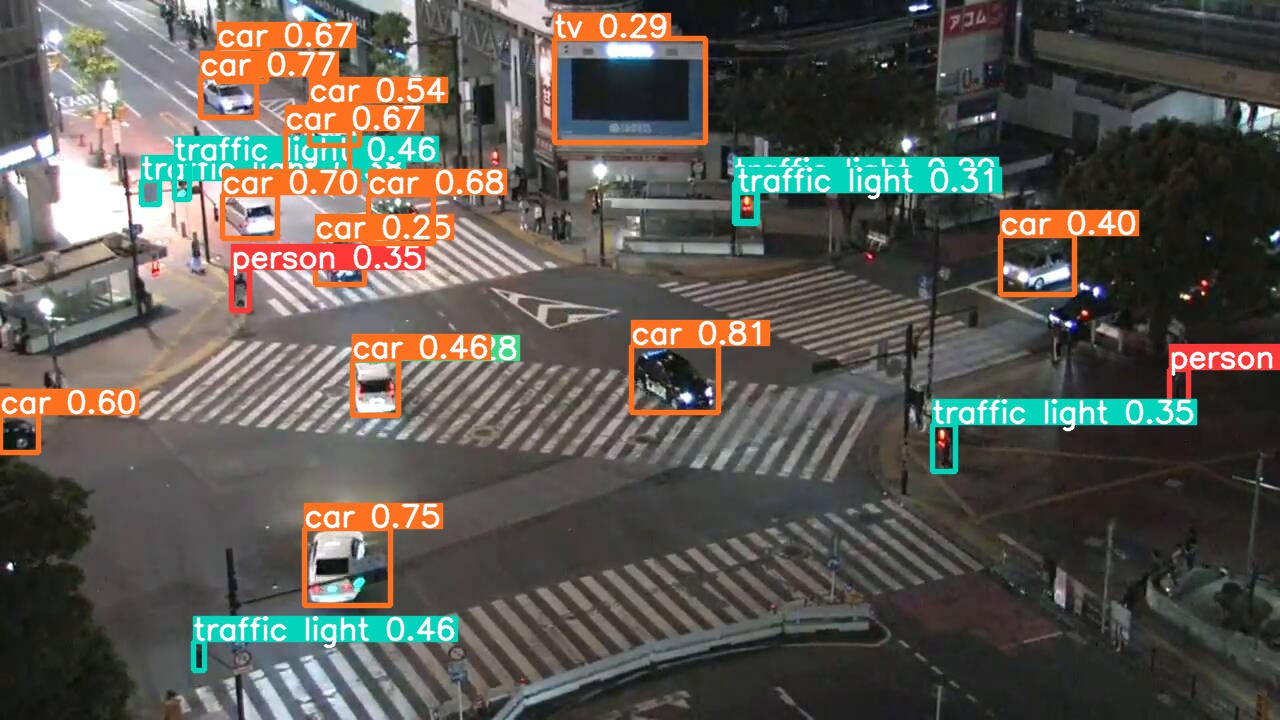 car 0.67
tv 0.29
アコム
car 0.77
car 0.54
car 0.67
traffic light 0.46
traffic light 0.31
car 0.70
car 0.68
car 0.25
car 0.40
person 0.35
car 0.81
car 0.46
person
car 0.60
traffic light 0.35
car 0.75
traffic light 0.46